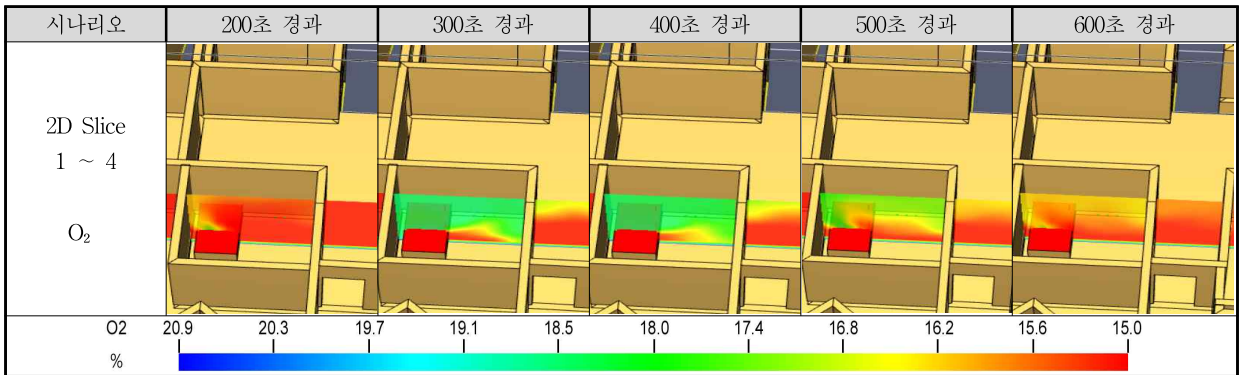 시나리오 200초 경과 300초 경과 400초 경과 500초 경과 600초 경과
2D Slice
1 ~ 4
O₂
O2 20.9 20.3 19.7 19.1 18.5 18.0 17.4 16.8 16.2 15.6 15.0
%